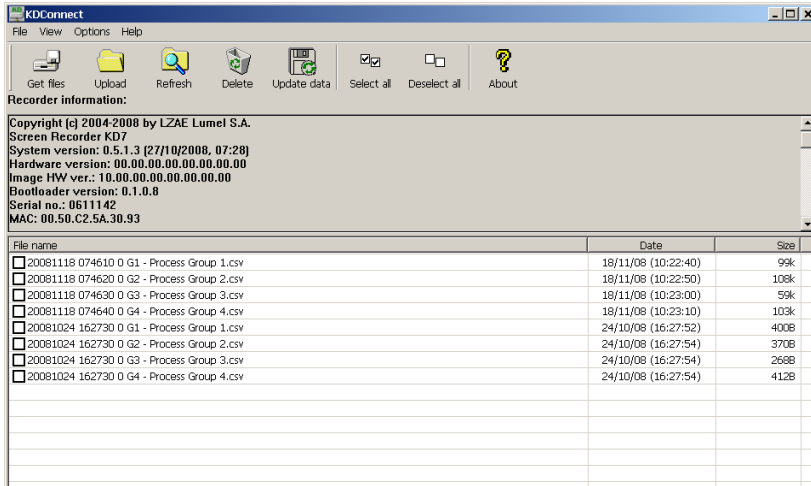 KDConnect
File View Options Help
Get files Upload Refresh Delete Update data Select all Deselect all About
Recorder information:
Copyright (c) 2004-2008 by LZAE Lumel S.A.
Screen Recorder KD7
System version: 0.5.1.3 (27/10/2008, 07:28)
Hardware version: 00.00.00.00.00.00.00.00
Image HW ver.: 10.00.00.00.00.00.00.00
Bootloader version: 0.1.0.8
Serial no.: 0611142
MAC: 00.50.C2.5A.30.93
File name Date Size
20081118 074610 0 G1 - Process Group 1.csv 18/11/08 (10:22:40) 99k
20081118 074620 0 G2 - Process Group 2.csv 18/11/08 (10:22:50) 108k
20081118 074630 0 G3 - Process Group 3.csv 18/11/08 (10:23:00) 59k
20081118 074640 0 G4 - Process Group 4.csv 18/11/08 (10:23:10) 103k
20081024 162730 0 G1 - Process Group 1.csv 24/10/08 (16:27:52) 400B
20081024 162730 0 G2 - Process Group 2.csv 24/10/08 (16:27:54) 370B
20081024 162730 0 G3 - Process Group 3.csv 24/10/08 (16:27:54) 268B
20081024 162730 0 G4 - Process Group 4.csv 24/10/08 (16:27:54) 412B